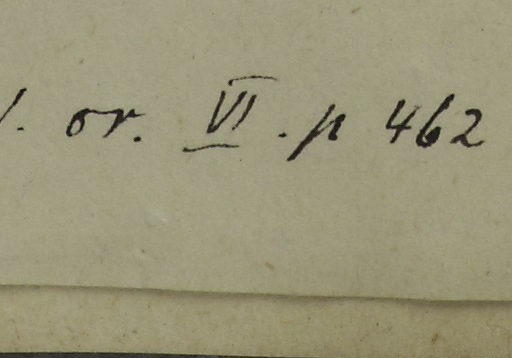 . or. VI . p 462